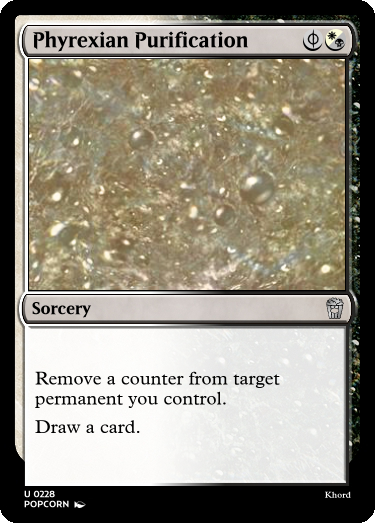 Phyrexian Purification
Sorcery
Remove a counter from target
permanent you control.
Draw a card.
U 0228
POPCORN
Khord